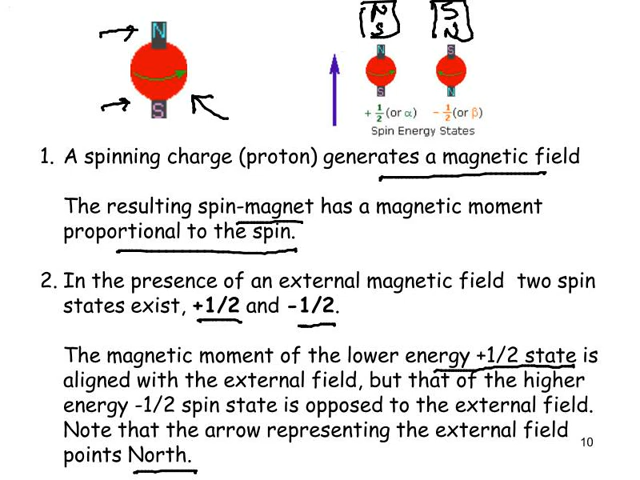 N
S
N
S
S
N
N S
S N
+ 1/2 (or α) - 1/2 (or β)
Spin Energy States
1. A spinning charge (proton) generates a magnetic field
The resulting spin-magnet has a magnetic moment
proportional to the spin.
2. In the presence of an external magnetic field two spin
states exist, +1/2 and -1/2.
The magnetic moment of the lower energy +1/2 state is
aligned with the external field, but that of the higher
energy -1/2 spin state is opposed to the external field.
Note that the arrow representing the external field
points North.
10